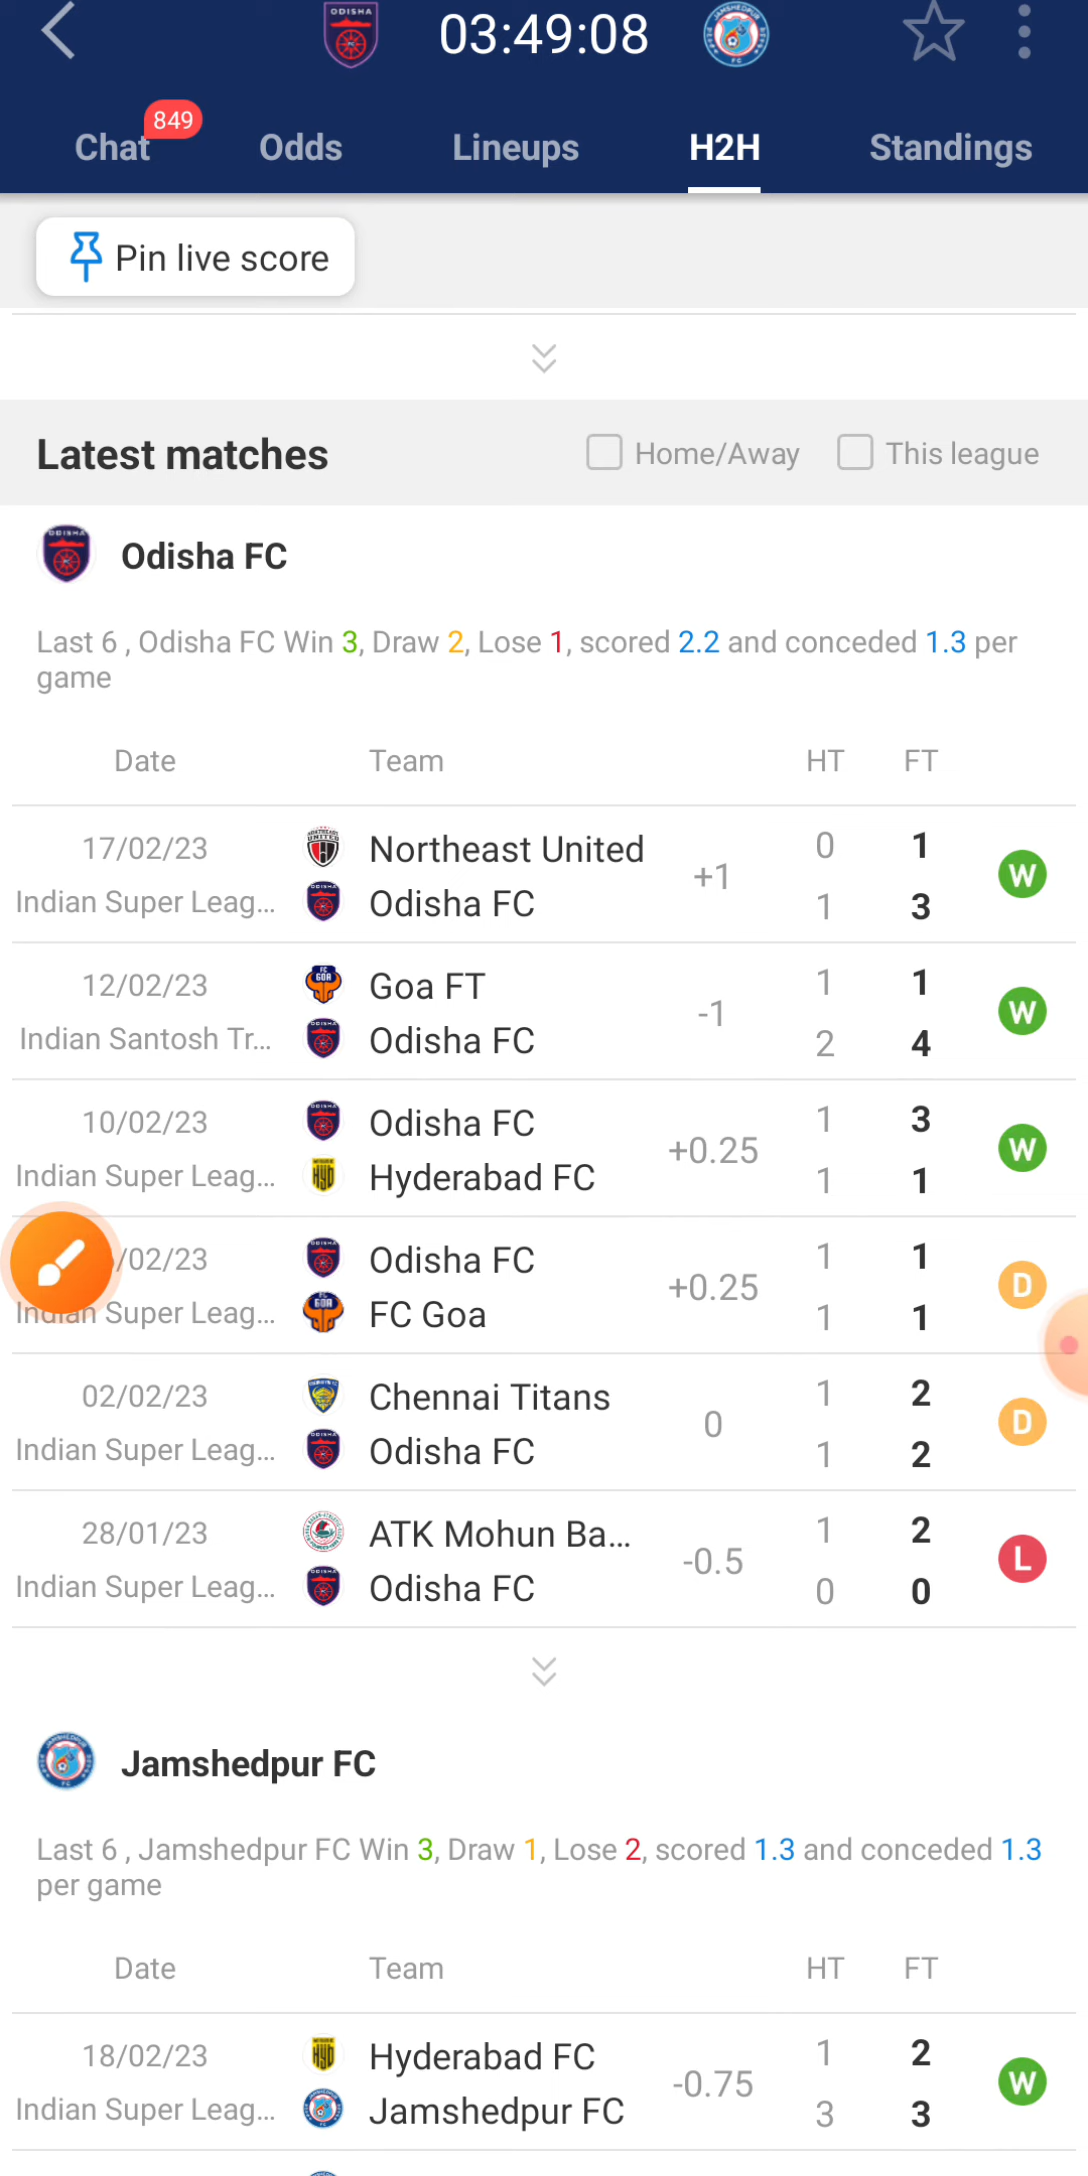 03:49:08
Chat 849 Odds Lineups H2H Standings
Pin live score
Latest matches Home/Away This league
Odisha FC
Last 6 , Odisha FC Win 3, Draw 2, Lose 1, scored 2.2 and conceded 1.3 per
game
Date Team HT FT
17/02/23 Northeast United 0 1
+1 W
Indian Super Leag... Odisha FC 1 3
12/02/23 Goa FT 1 1
-1 W
Indian Santosh Tr... Odisha FC 2 4
10/02/23 Odisha FC 1 3
+0.25 W
Indian Super Leag... Hyderabad FC 1 1
/02/23 Odisha FC 1 1
+0.25 D
Indian Super Leag... FC Goa 1 1
02/02/23 Chennai Titans 1 2
0 D
Indian Super Leag... Odisha FC 1 2
28/01/23 ATK Mohun Ba... 1 2
-0.5 L
Indian Super Leag... Odisha FC 0 0
Jamshedpur FC
Last 6 , Jamshedpur FC Win 3, Draw 1, Lose 2, scored 1.3 and conceded 1.3
per game
Date Team HT FT
18/02/23 Hyderabad FC 1 2
-0.75 W
Indian Super Leag... Jamshedpur FC 3 3